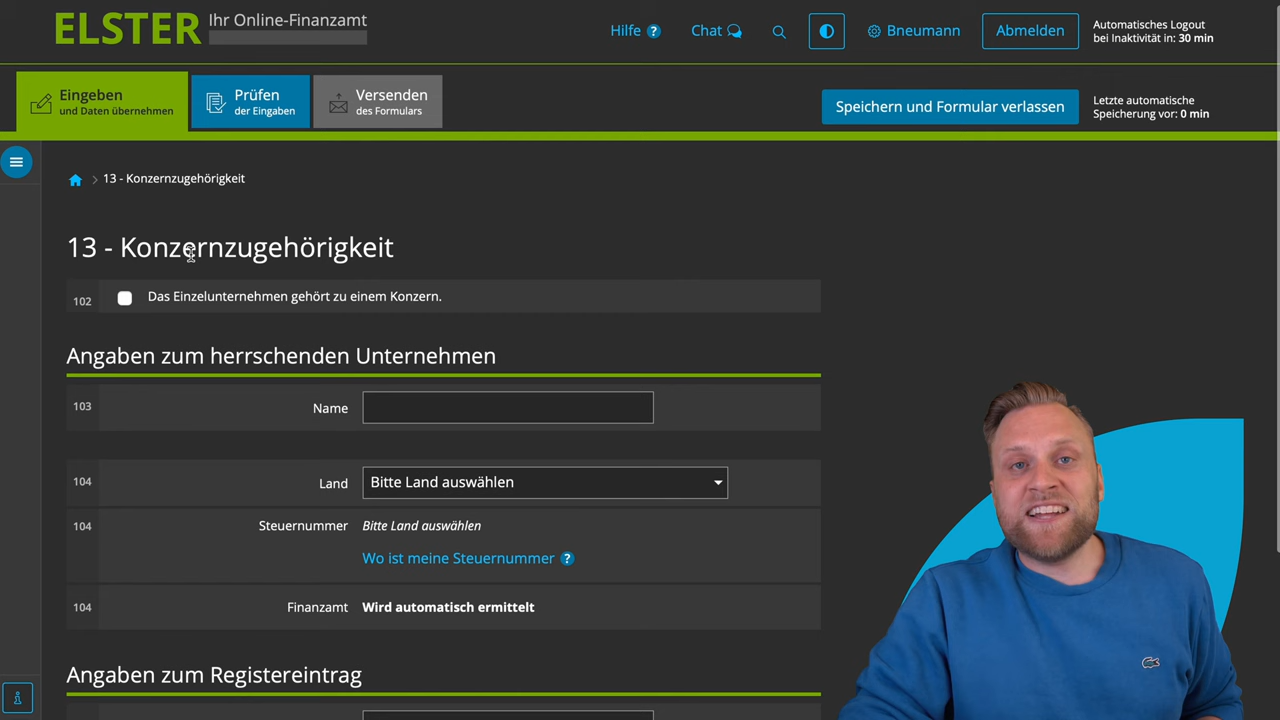 ELSTER
Ihr Online-Finanzamt
Hilfe ?
Chat
Bneumann
Abmelden
Automatisches Logout
bei Inaktivität in: 30 min
Eingeben
und Daten übernehmen
Prüfen
der Eingaben
Versenden
des Formulars
Speichern und Formular verlassen
Letzte automatische
Speicherung vor: 0 min
13 - Konzernzugehörigkeit
13 - Konzernzugehörigkeit
102 Das Einzelunternehmen gehört zu einem Konzern.
Angaben zum herrschenden Unternehmen
103 Name
104 Land Bitte Land auswählen
104 Steuernummer Bitte Land auswählen
Wo ist meine Steuernummer ?
104 Finanzamt Wird automatisch ermittelt
Angaben zum Registereintrag
i